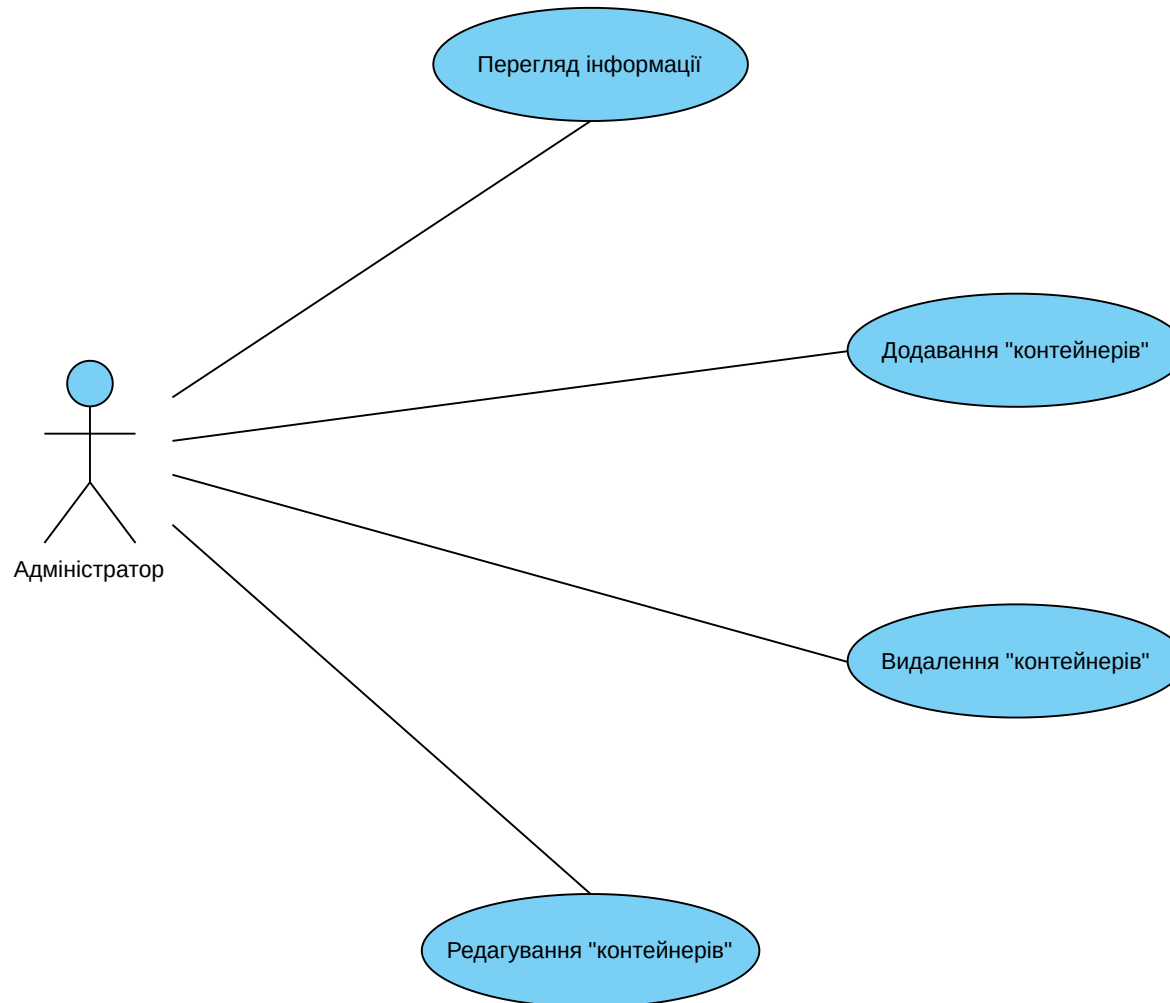 Перегляд інформації
Додавання "контейнерів"
Адміністратор
Видалення "контейнерів"
Редагування "контейнерів"